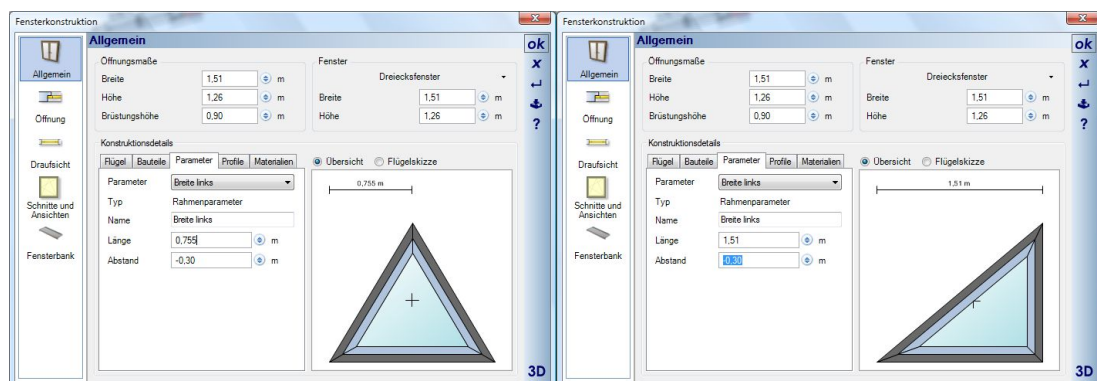 Fensterkonstruktion
Allgemein
Öffnung
Draufsicht
Schnitte und
Ansichten
Fensterbank
Allgemein
Öffnungsmaße
Breite 1,51 m
Höhe 1,26 m
Brüstungshöhe 0,90 m
Fenster
Dreiecksfenster
Breite 1,51 m
Höhe 1,26 m
Konstruktionsdetails
Flügel Bauteile Parameter Profile Materialien
Parameter Breite links
Typ Rahmenparameter
Name Breite links
Länge 0,755 m
Abstand -0,30 m
Übersicht Flügelskizze
0,755 m
ok
x
?
3D
Fensterkonstruktion
Allgemein
Öffnung
Draufsicht
Schnitte und
Ansichten
Fensterbank
Allgemein
Öffnungsmaße
Breite 1,51 m
Höhe 1,26 m
Brüstungshöhe 0,90 m
Fenster
Dreiecksfenster
Breite 1,51 m
Höhe 1,26 m
Konstruktionsdetails
Flügel Bauteile Parameter Profile Materialien
Parameter Breite links
Typ Rahmenparameter
Name Breite links
Länge 1,51 m
Abstand -0,30 m
Übersicht Flügelskizze
1,51 m
ok
x
?
3D